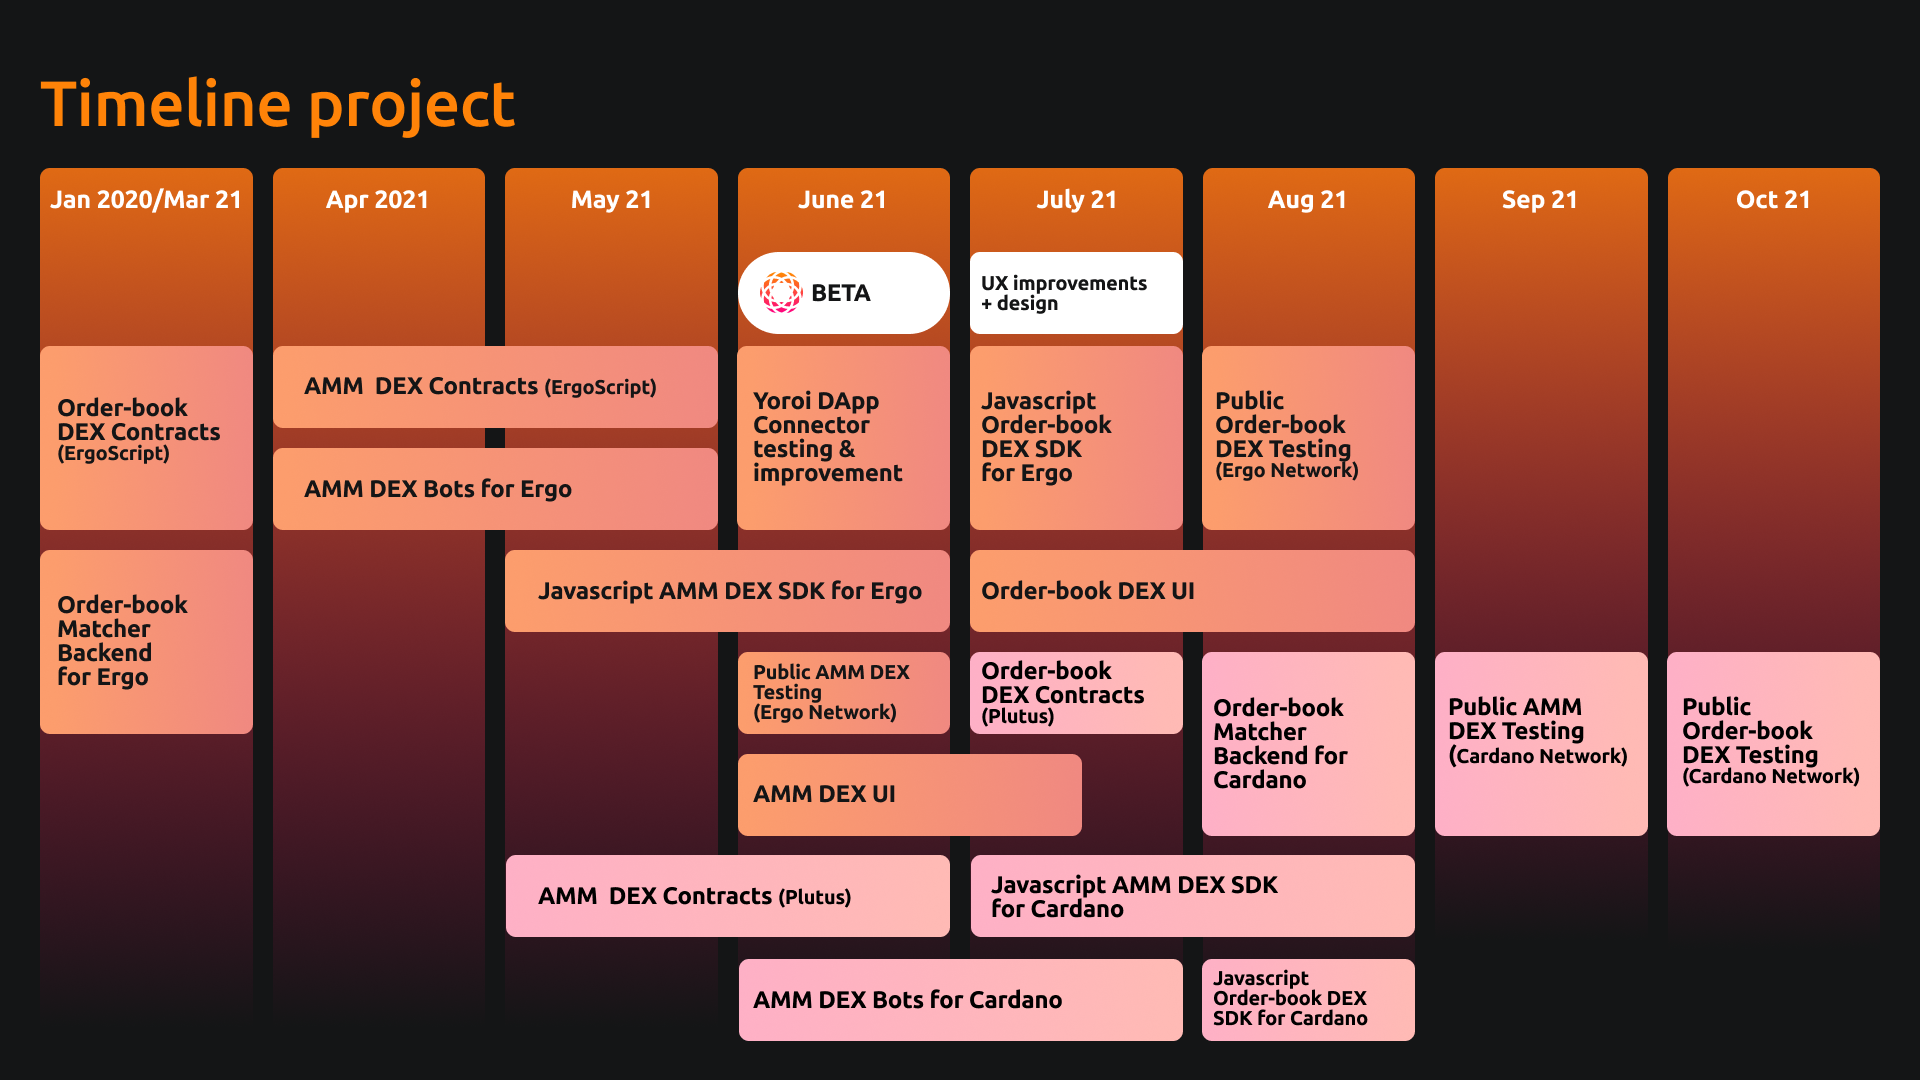 Timeline project
Jan 2020/Mar 21
Apr 2021
May 21
June 21
July 21
Aug 21
Sep 21
Oct 21
BETA
UX improvements
+ design
Order-book
DEX Contracts
(ErgoScript)
AMM  DEX Contracts (ErgoScript)
AMM DEX Bots for Ergo
Yoroi DApp
Connector
testing &
improvement
Javascript
Order-book
DEX SDK
for Ergo
Public
Order-book
DEX Testing
(Ergo Network)
Order-book
Matcher
Backend
for Ergo
Javascript AMM DEX SDK for Ergo
Order-book DEX UI
Public AMM DEX
Testing
(Ergo Network)
Order-book
DEX Contracts
(Plutus)
Order-book
Matcher
Backend for
Cardano
Public AMM
DEX Testing
(Cardano Network)
Public
Order-book
DEX Testing
(Cardano Network)
AMM DEX UI
AMM  DEX Contracts (Plutus)
Javascript AMM DEX SDK
for Cardano
AMM DEX Bots for Cardano
Javascript
Order-book DEX
SDK for Cardano